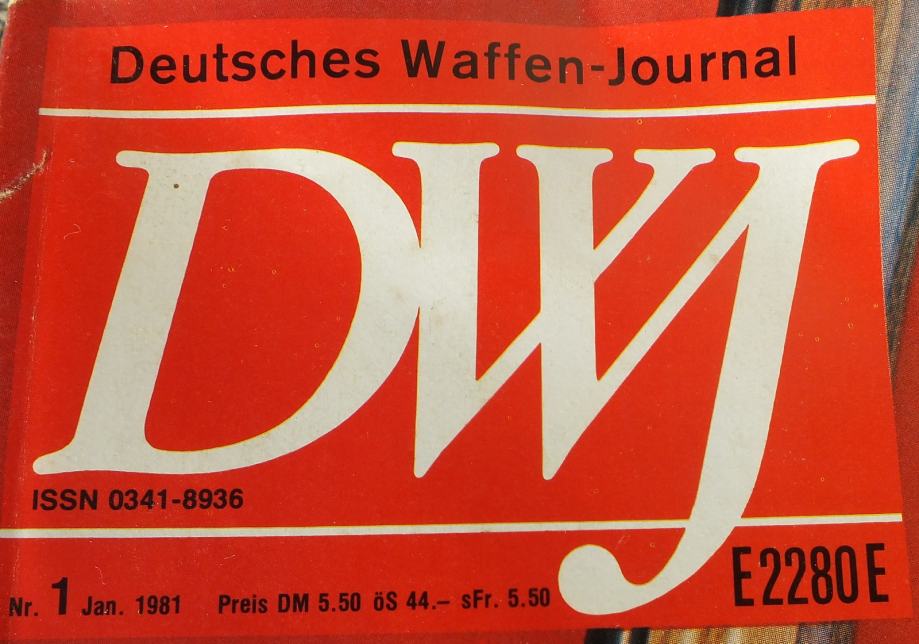 Deutsches Waffen-Journal
DWJ
ISSN 0341-8936
E2280E
Nr. 1 Jan. 1981 Preis DM 5.50 öS 44.– sFr. 5.50